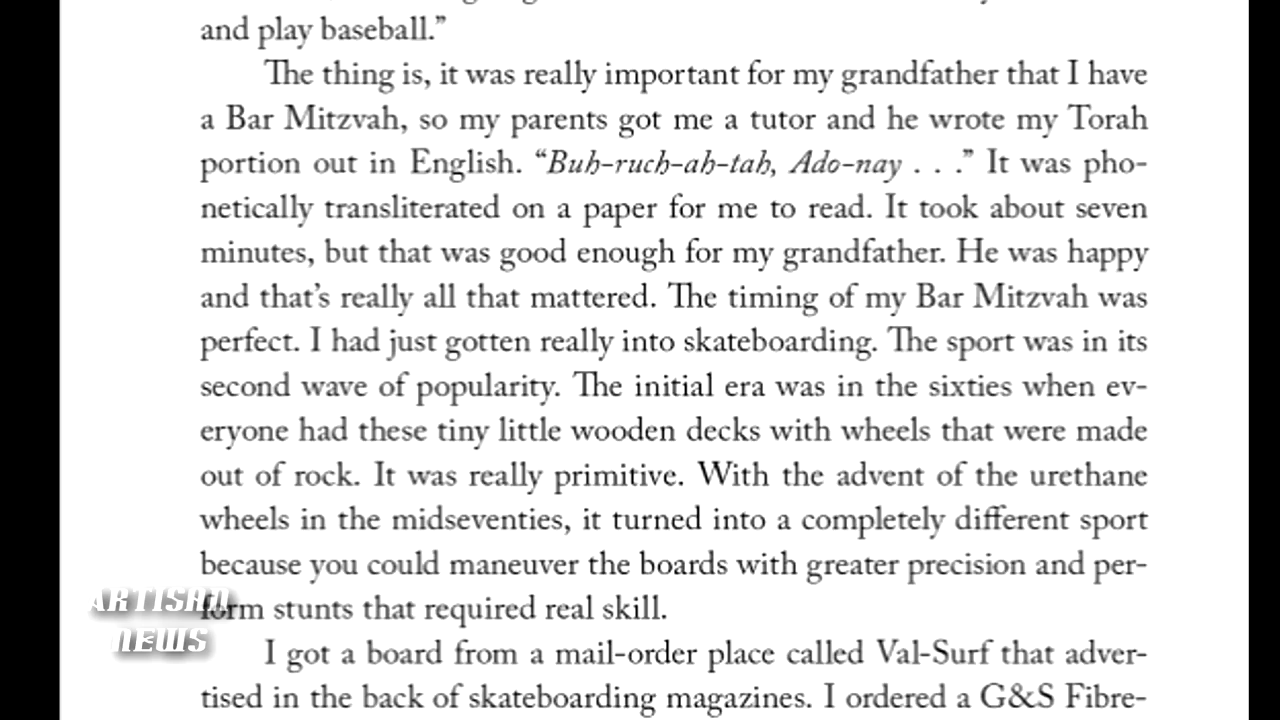 and play baseball.”
The thing is, it was really important for my grandfather that I have
a Bar Mitzvah, so my parents got me a tutor and he wrote my Torah
portion out in English. “Buh-ruch-ah-tah, Ado-nay . . .” It was pho-
netically transliterated on a paper for me to read. It took about seven
minutes, but that was good enough for my grandfather. He was happy
and that’s really all that mattered. The timing of my Bar Mitzvah was
perfect. I had just gotten really into skateboarding. The sport was in its
second wave of popularity. The initial era was in the sixties when ev-
eryone had these tiny little wooden decks with wheels that were made
out of rock. It was really primitive. With the advent of the urethane
wheels in the midseventies, it turned into a completely different sport
because you could maneuver the boards with greater precision and per-
form stunts that required real skill.
I got a board from a mail-order place called Val-Surf that adver-
tised in the back of skateboarding magazines. I ordered a G&S Fibre-
ARTISAN
NEWS